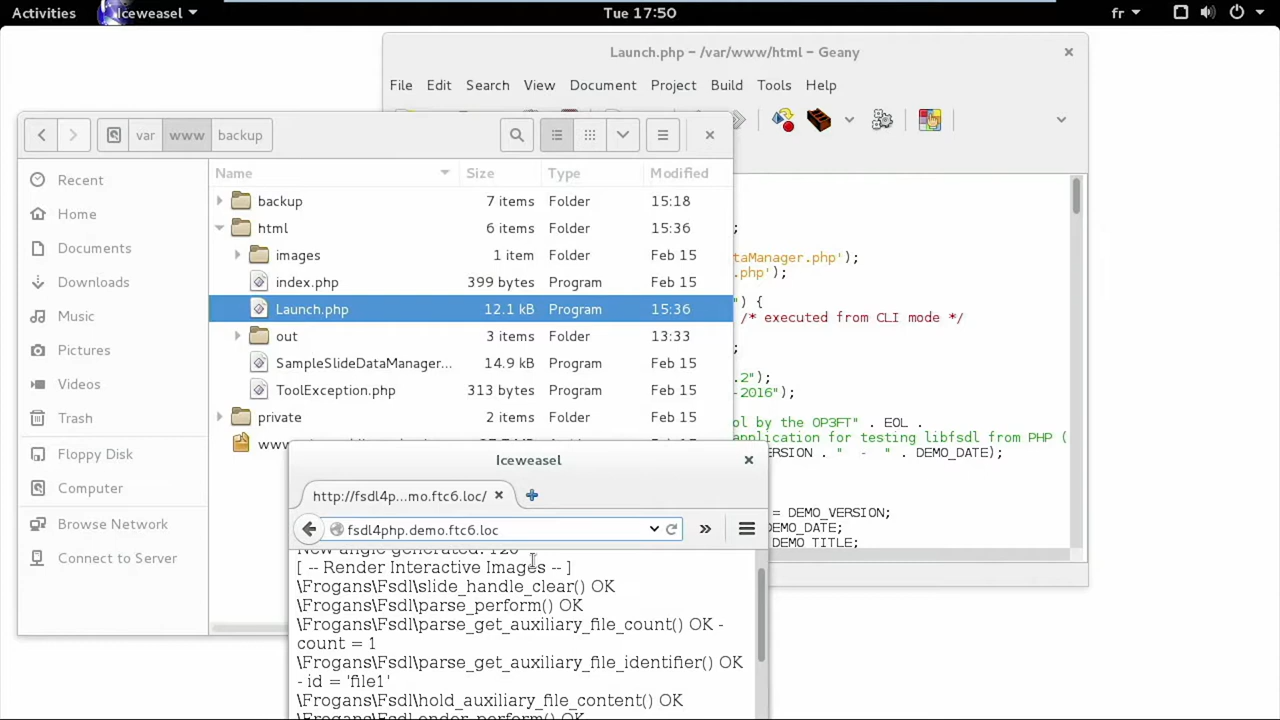 Activities Iceweasel Tue 17:50 fr
Launch.php – /var/www/html – Geany
File Edit Search View Document Project Build Tools Help
var www backup
Name Size Type Modified
Recent
Home
Documents
Downloads
Music
Pictures
Videos
Trash
Floppy Disk
Computer
Browse Network
Connect to Server
backup 7 items Folder 15:18
html 6 items Folder 15:36
images 1 item Folder Feb 15
index.php 399 bytes Program Feb 15
Launch.php 12.1 kB Program 15:36
out 3 items Folder 13:33
SampleSlideDataManager... 14.9 kB Program Feb 15
ToolException.php 313 bytes Program Feb 15
private 2 items Folder Feb 15
;
taManager.php');
.php');
") {
/* executed from CLI mode */
;
.2");
-2016");
ol by the OP3FT" . EOL .
application for testing libfsdl from PHP (
ERSION . " - " . DEMO_DATE);
= DEMO_VERSION;
DEMO_DATE;
DEMO_TITLE;
Iceweasel
http://fsdl4p...mo.ftc6.loc/
fsdl4php.demo.ftc6.loc
New angle generated: 120
[ -- Render Interactive Images -- ]
\Frogans\Fsdl\slide_handle_clear() OK
\Frogans\Fsdl\parse_perform() OK
\Frogans\Fsdl\parse_get_auxiliary_file_count() OK -
count = 1
\Frogans\Fsdl\parse_get_auxiliary_file_identifier() OK
- id = 'file1'
\Frogans\Fsdl\hold_auxiliary_file_content() OK